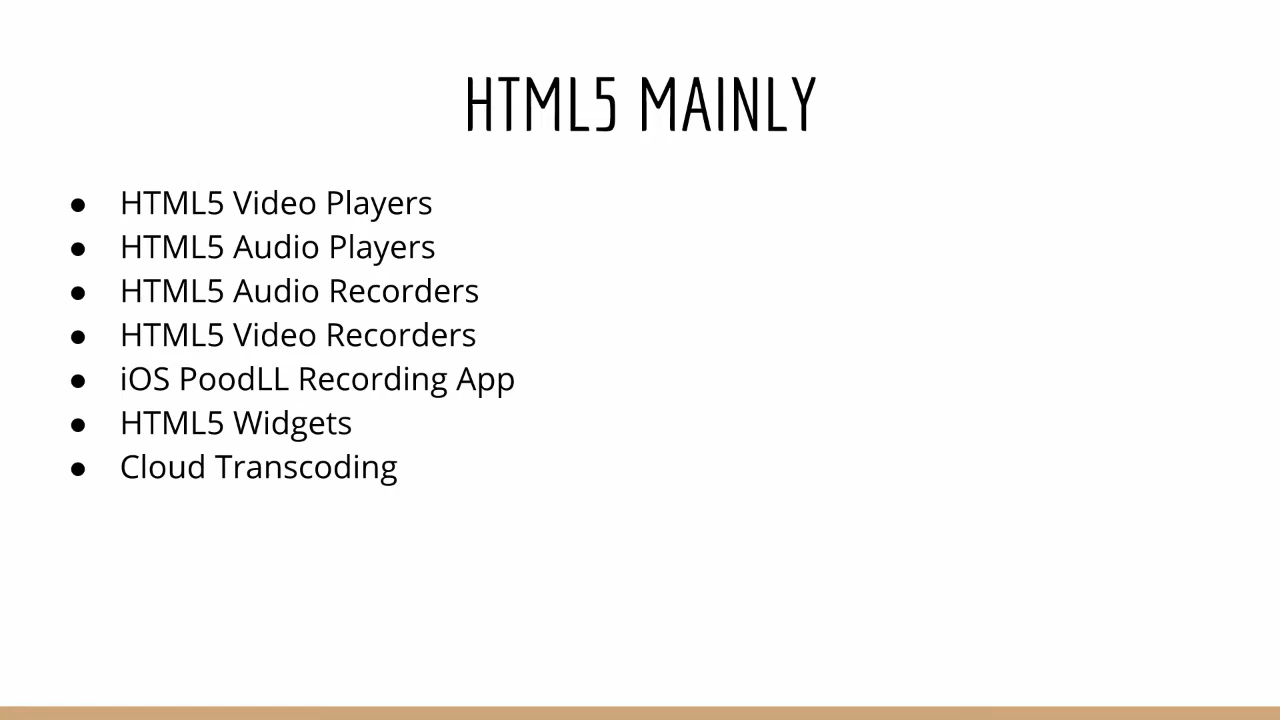 HTML5 MAINLY
● HTML5 Video Players
● HTML5 Audio Players
● HTML5 Audio Recorders
● HTML5 Video Recorders
● iOS PoodLL Recording App
● HTML5 Widgets
● Cloud Transcoding